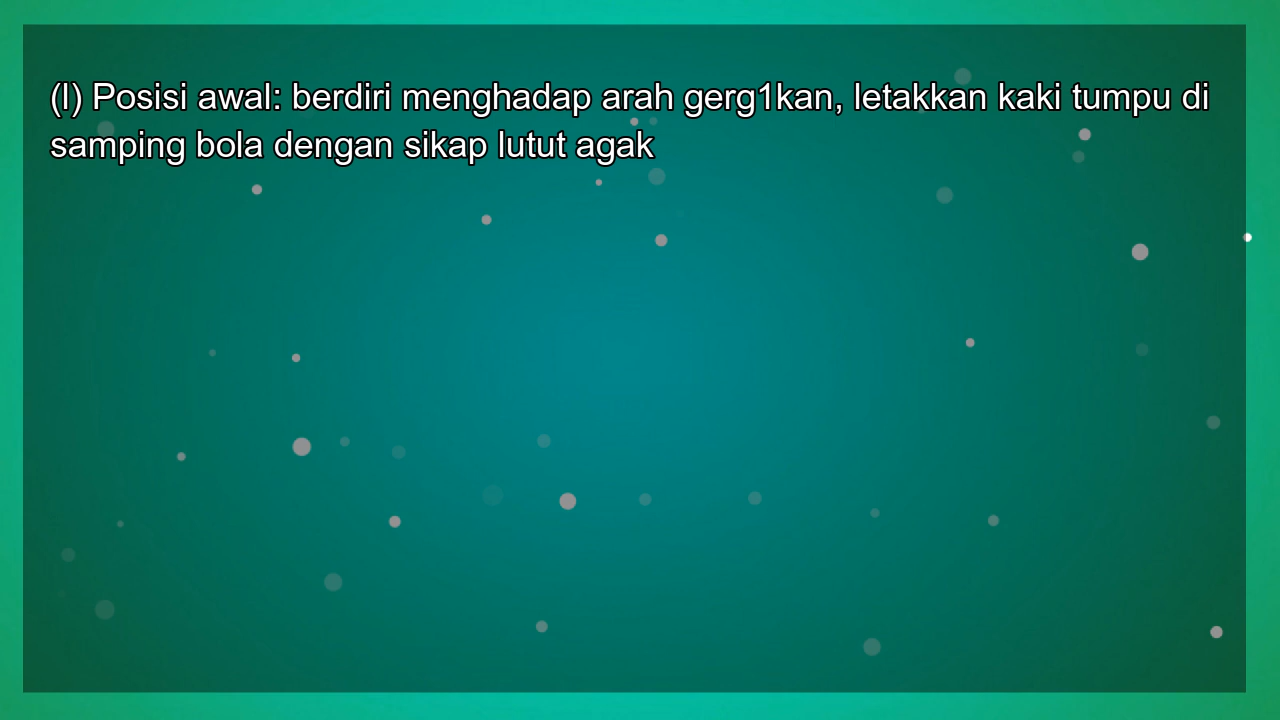 (l) Posisi awal: berdiri menghadap arah gerg1kan, letakkan kaki tumpu di
samping bola dengan sikap lutut agak